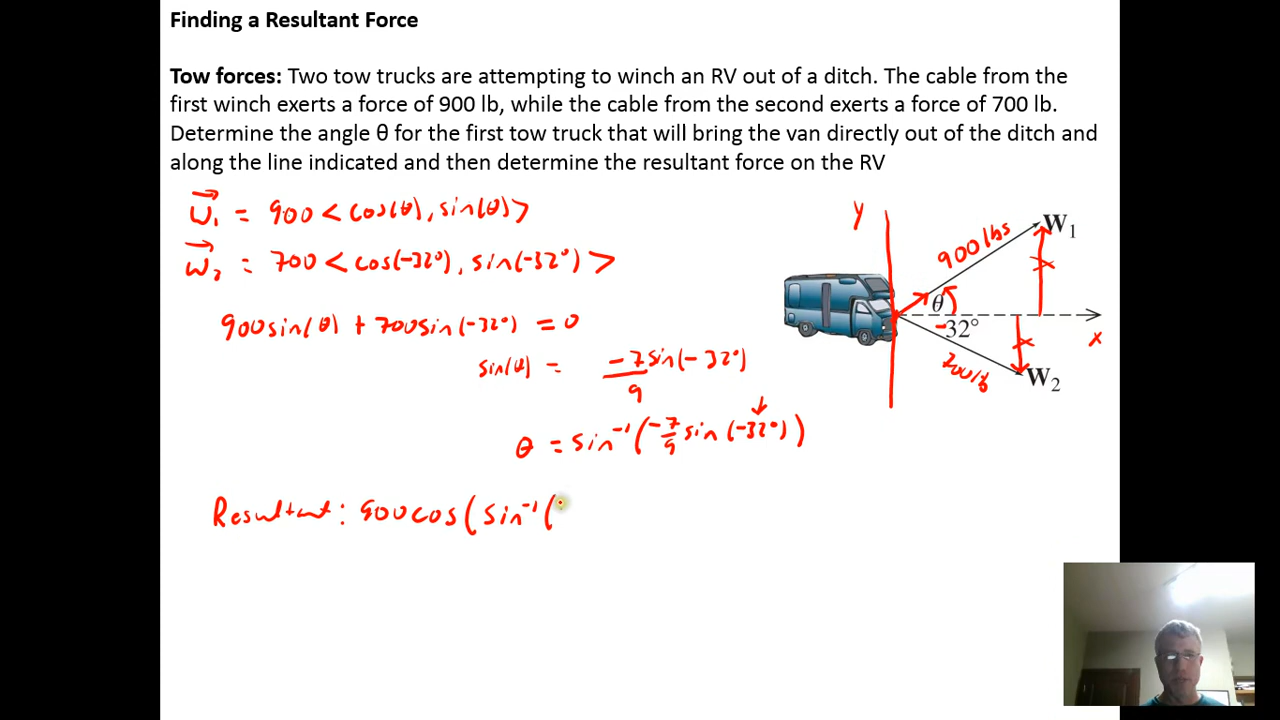 Finding a Resultant Force
Tow forces: Two tow trucks are attempting to winch an RV out of a ditch. The cable from the
first winch exerts a force of 900 lb, while the cable from the second exerts a force of 700 lb.
Determine the angle θ for the first tow truck that will bring the van directly out of the ditch and
along the line indicated and then determine the resultant force on the RV
W₁ = 900 < cos(θ), sin(θ) >
W₂ = 700 < cos(-32°), sin(-32°) >
900sin(θ) + 700sin(-32°) = 0
sin(θ) = -7sin(-32°)/9
θ = sin⁻¹(-7/9 sin(-32°))
Resultant: 900cos(sin⁻¹(
y
900 lbs
W₁
θ
-32°
x
700 lb
W₂